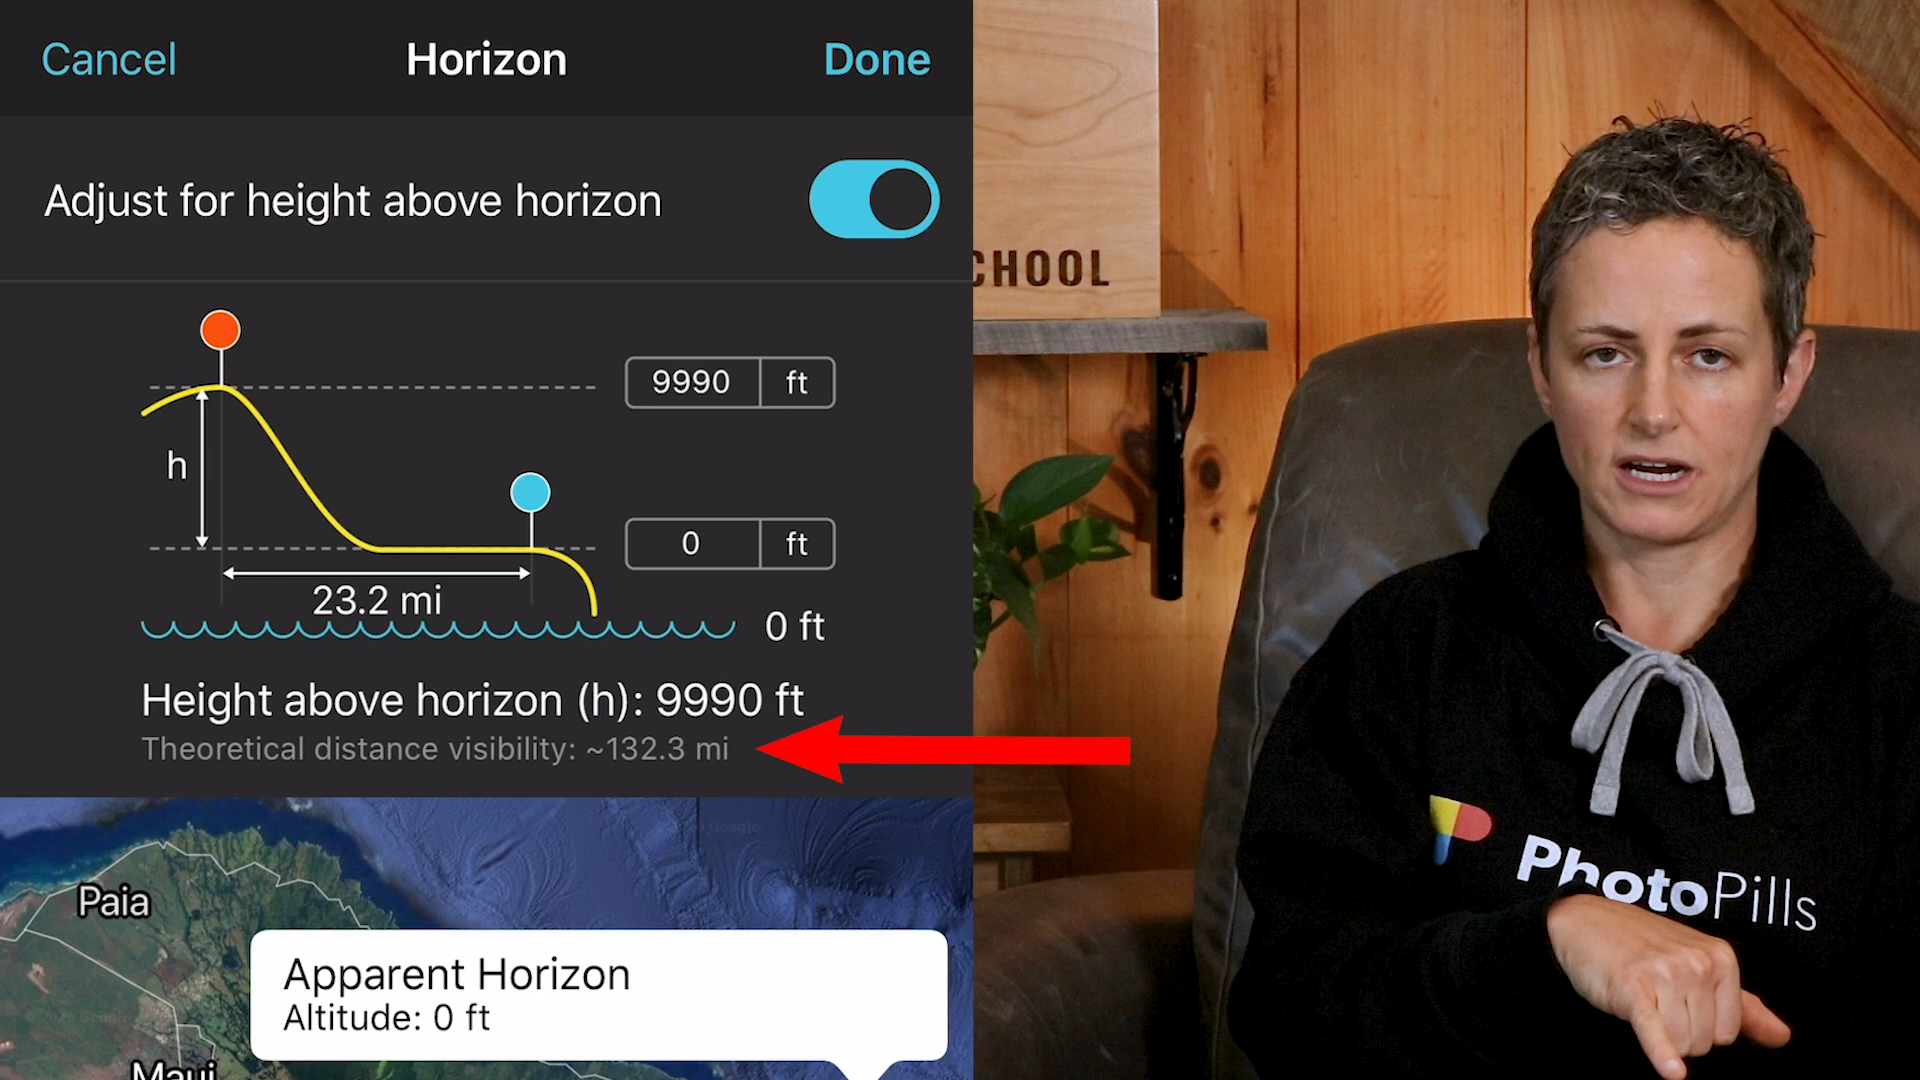 Cancel
Horizon
Done
Adjust for height above horizon
9990 ft
h
0 ft
23.2 mi
0 ft
Height above horizon (h): 9990 ft
Theoretical distance visibility: ~132.3 mi
Paia
Apparent Horizon
Altitude: 0 ft
Maui
CHOOL
PhotoPills